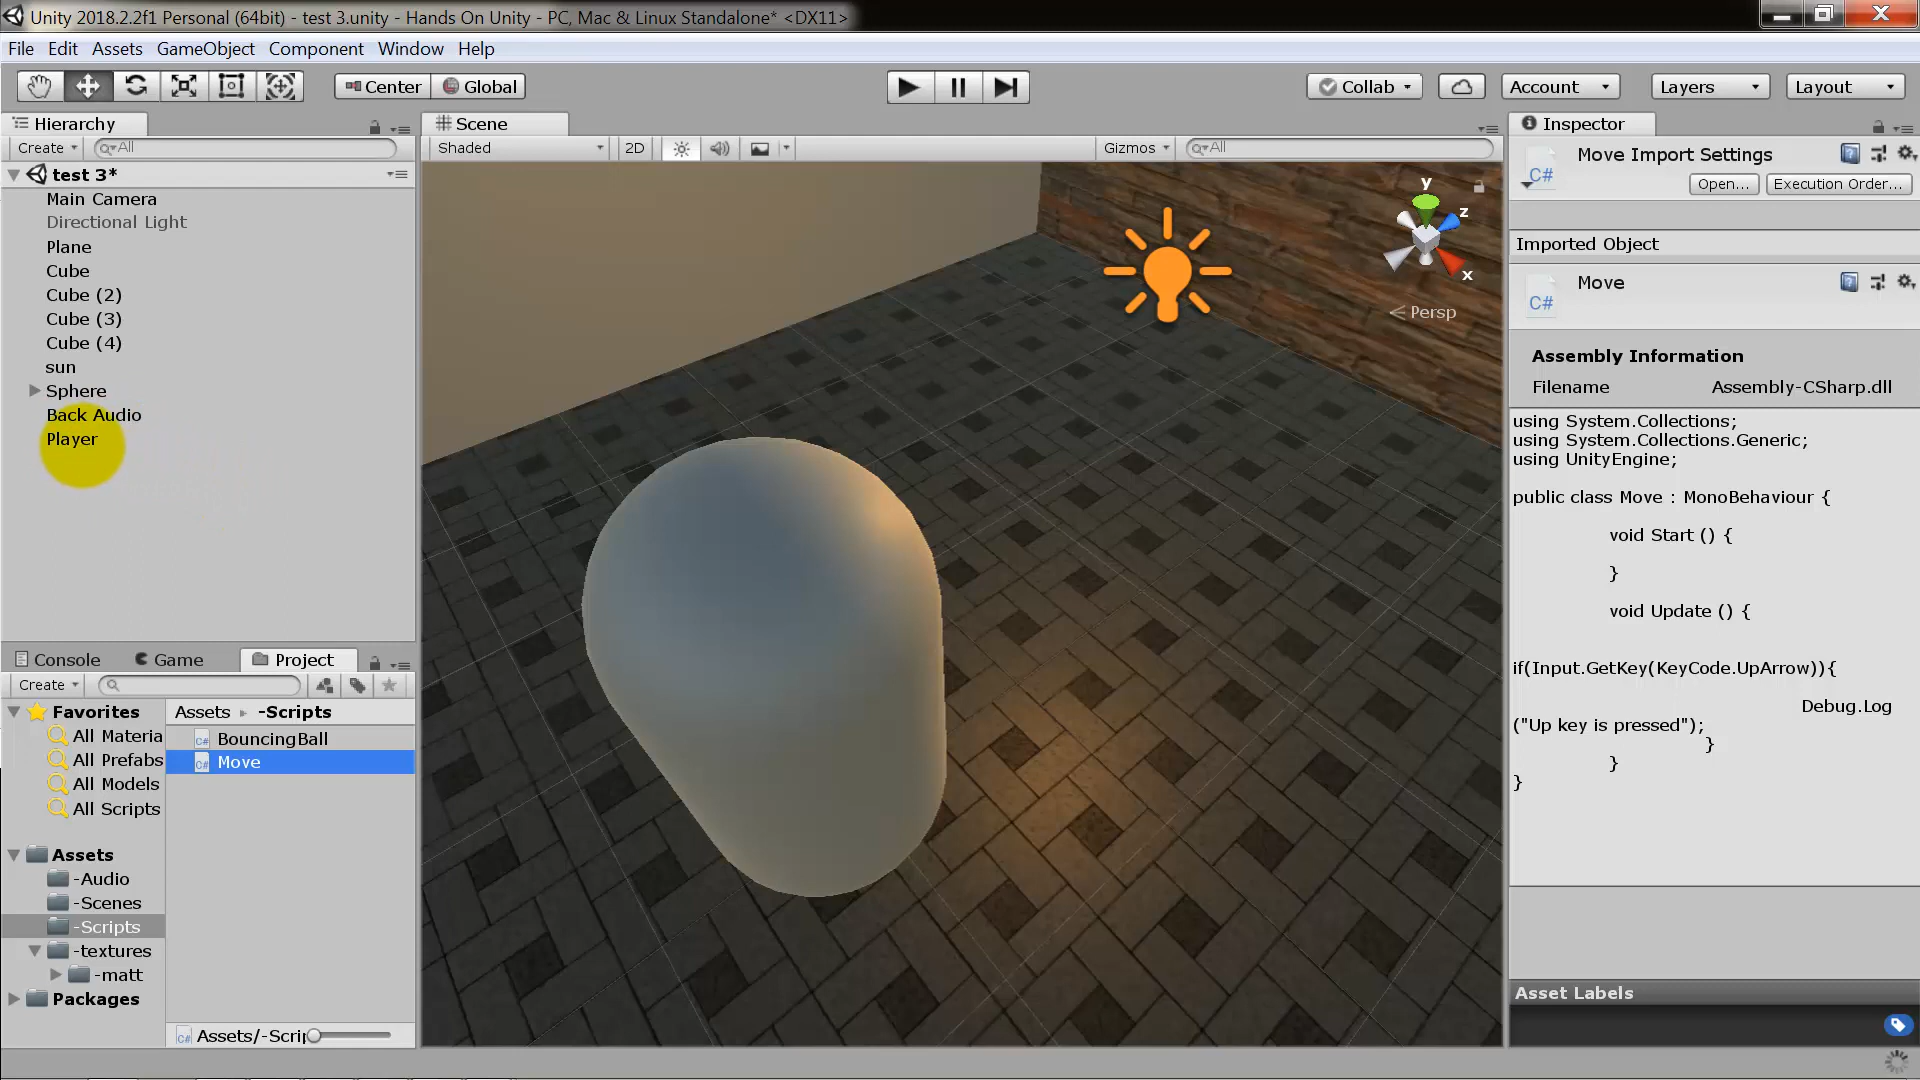 Unity 2018.2.2f1 Personal (64bit) - test 3.unity - Hands On Unity - PC, Mac & Linux Standalone* <DX11>
File Edit Assets GameObject Component Window Help
Center Global Collab Account Layers Layout
Hierarchy
Create All
test 3*
Main Camera
Directional Light
Plane
Cube
Cube (2)
Cube (3)
Cube (4)
sun
Sphere
Back Audio
Player
Console Game Project
Create
Favorites
All Materia
All Prefabs
All Models
All Scripts
Assets
-Audio
-Scenes
-Scripts
-textures
-matt
Packages
Assets -Scripts
C# BouncingBall
C# Move
C# Assets/-Scrip
Scene
Shaded 2D Gizmos All
y
z
x
Persp
Inspector
C# Move Import Settings
Open... Execution Order...
Imported Object
C# Move
Assembly Information
Filename Assembly-CSharp.dll
using System.Collections;
using System.Collections.Generic;
using UnityEngine;
public class Move : MonoBehaviour {
void Start () {
}
void Update () {
if(Input.GetKey(KeyCode.UpArrow)){
Debug.Log
("Up key is pressed");
}
}
}
Asset Labels